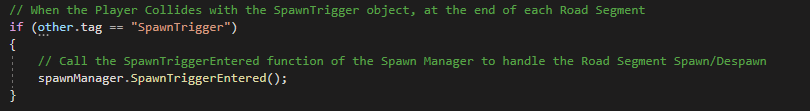 // When the Player Collides with the SpawnTrigger object, at the end of each Road Segment
if (other.tag == "SpawnTrigger")
{
// Call the SpawnTriggerEntered function of the Spawn Manager to handle the Road Segment Spawn/Despawn
spawnManager.SpawnTriggerEntered();
}